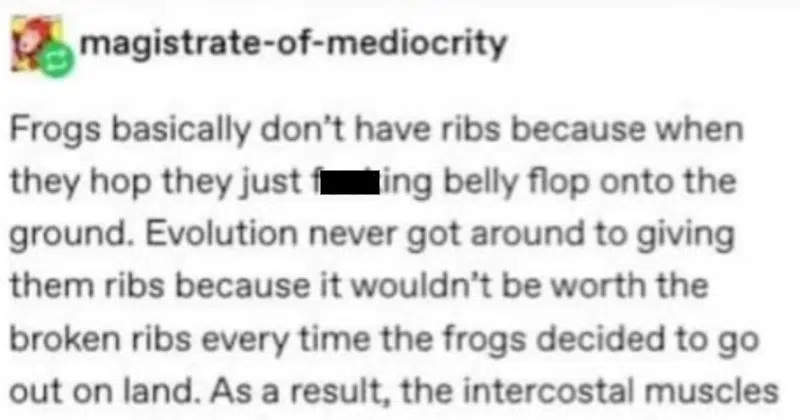 magistrate-of-mediocrity
Frogs basically don't have ribs because when
they hop they just f ing belly flop onto the
ground. Evolution never got around to giving
them ribs because it wouldn't be worth the
broken ribs every time the frogs decided to go
out on land. As a result, the intercostal muscles